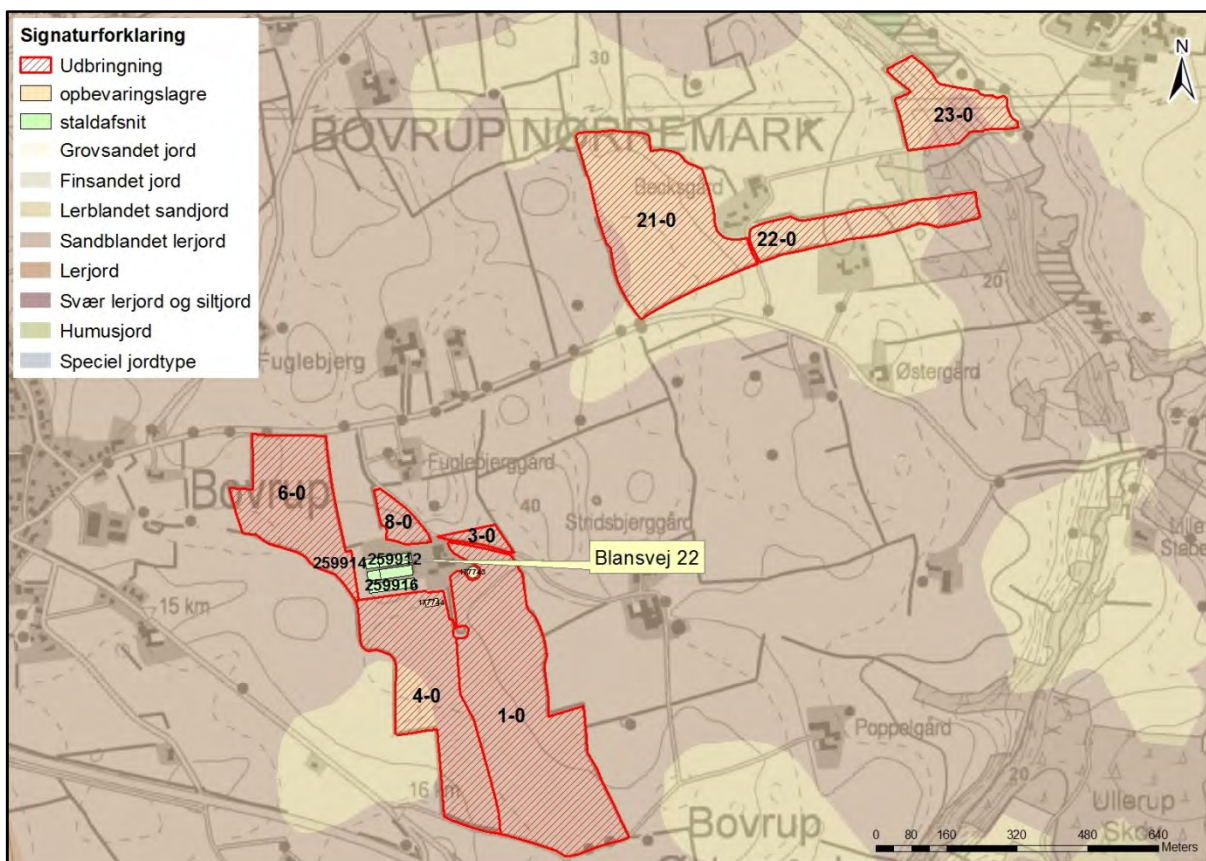 Signaturforklaring
Udbringning
opbevaringslagre
staldafsnit
Grovsandet jord
Finsandet jord
Lerblandet sandjord
Sandblandet lerjord
Lerjord
Svær lerjord og siltjord
Humusjord
Speciel jordtype
N
30
BOVRUP NØRREMARK
23-0
Becksgård
21-0
22-0
20
Fuglebjerg
Østergård
Fuglebjerggård
Bovrup
6-0
40
8-0
3-0
Stridsbjerggård
259914
259912
Blansvej 22
259916
15 km
4-0
1-0
Poppelgård
16 km
20
Ullerup
Bovrup
0 80 160 320 480 640
Meters